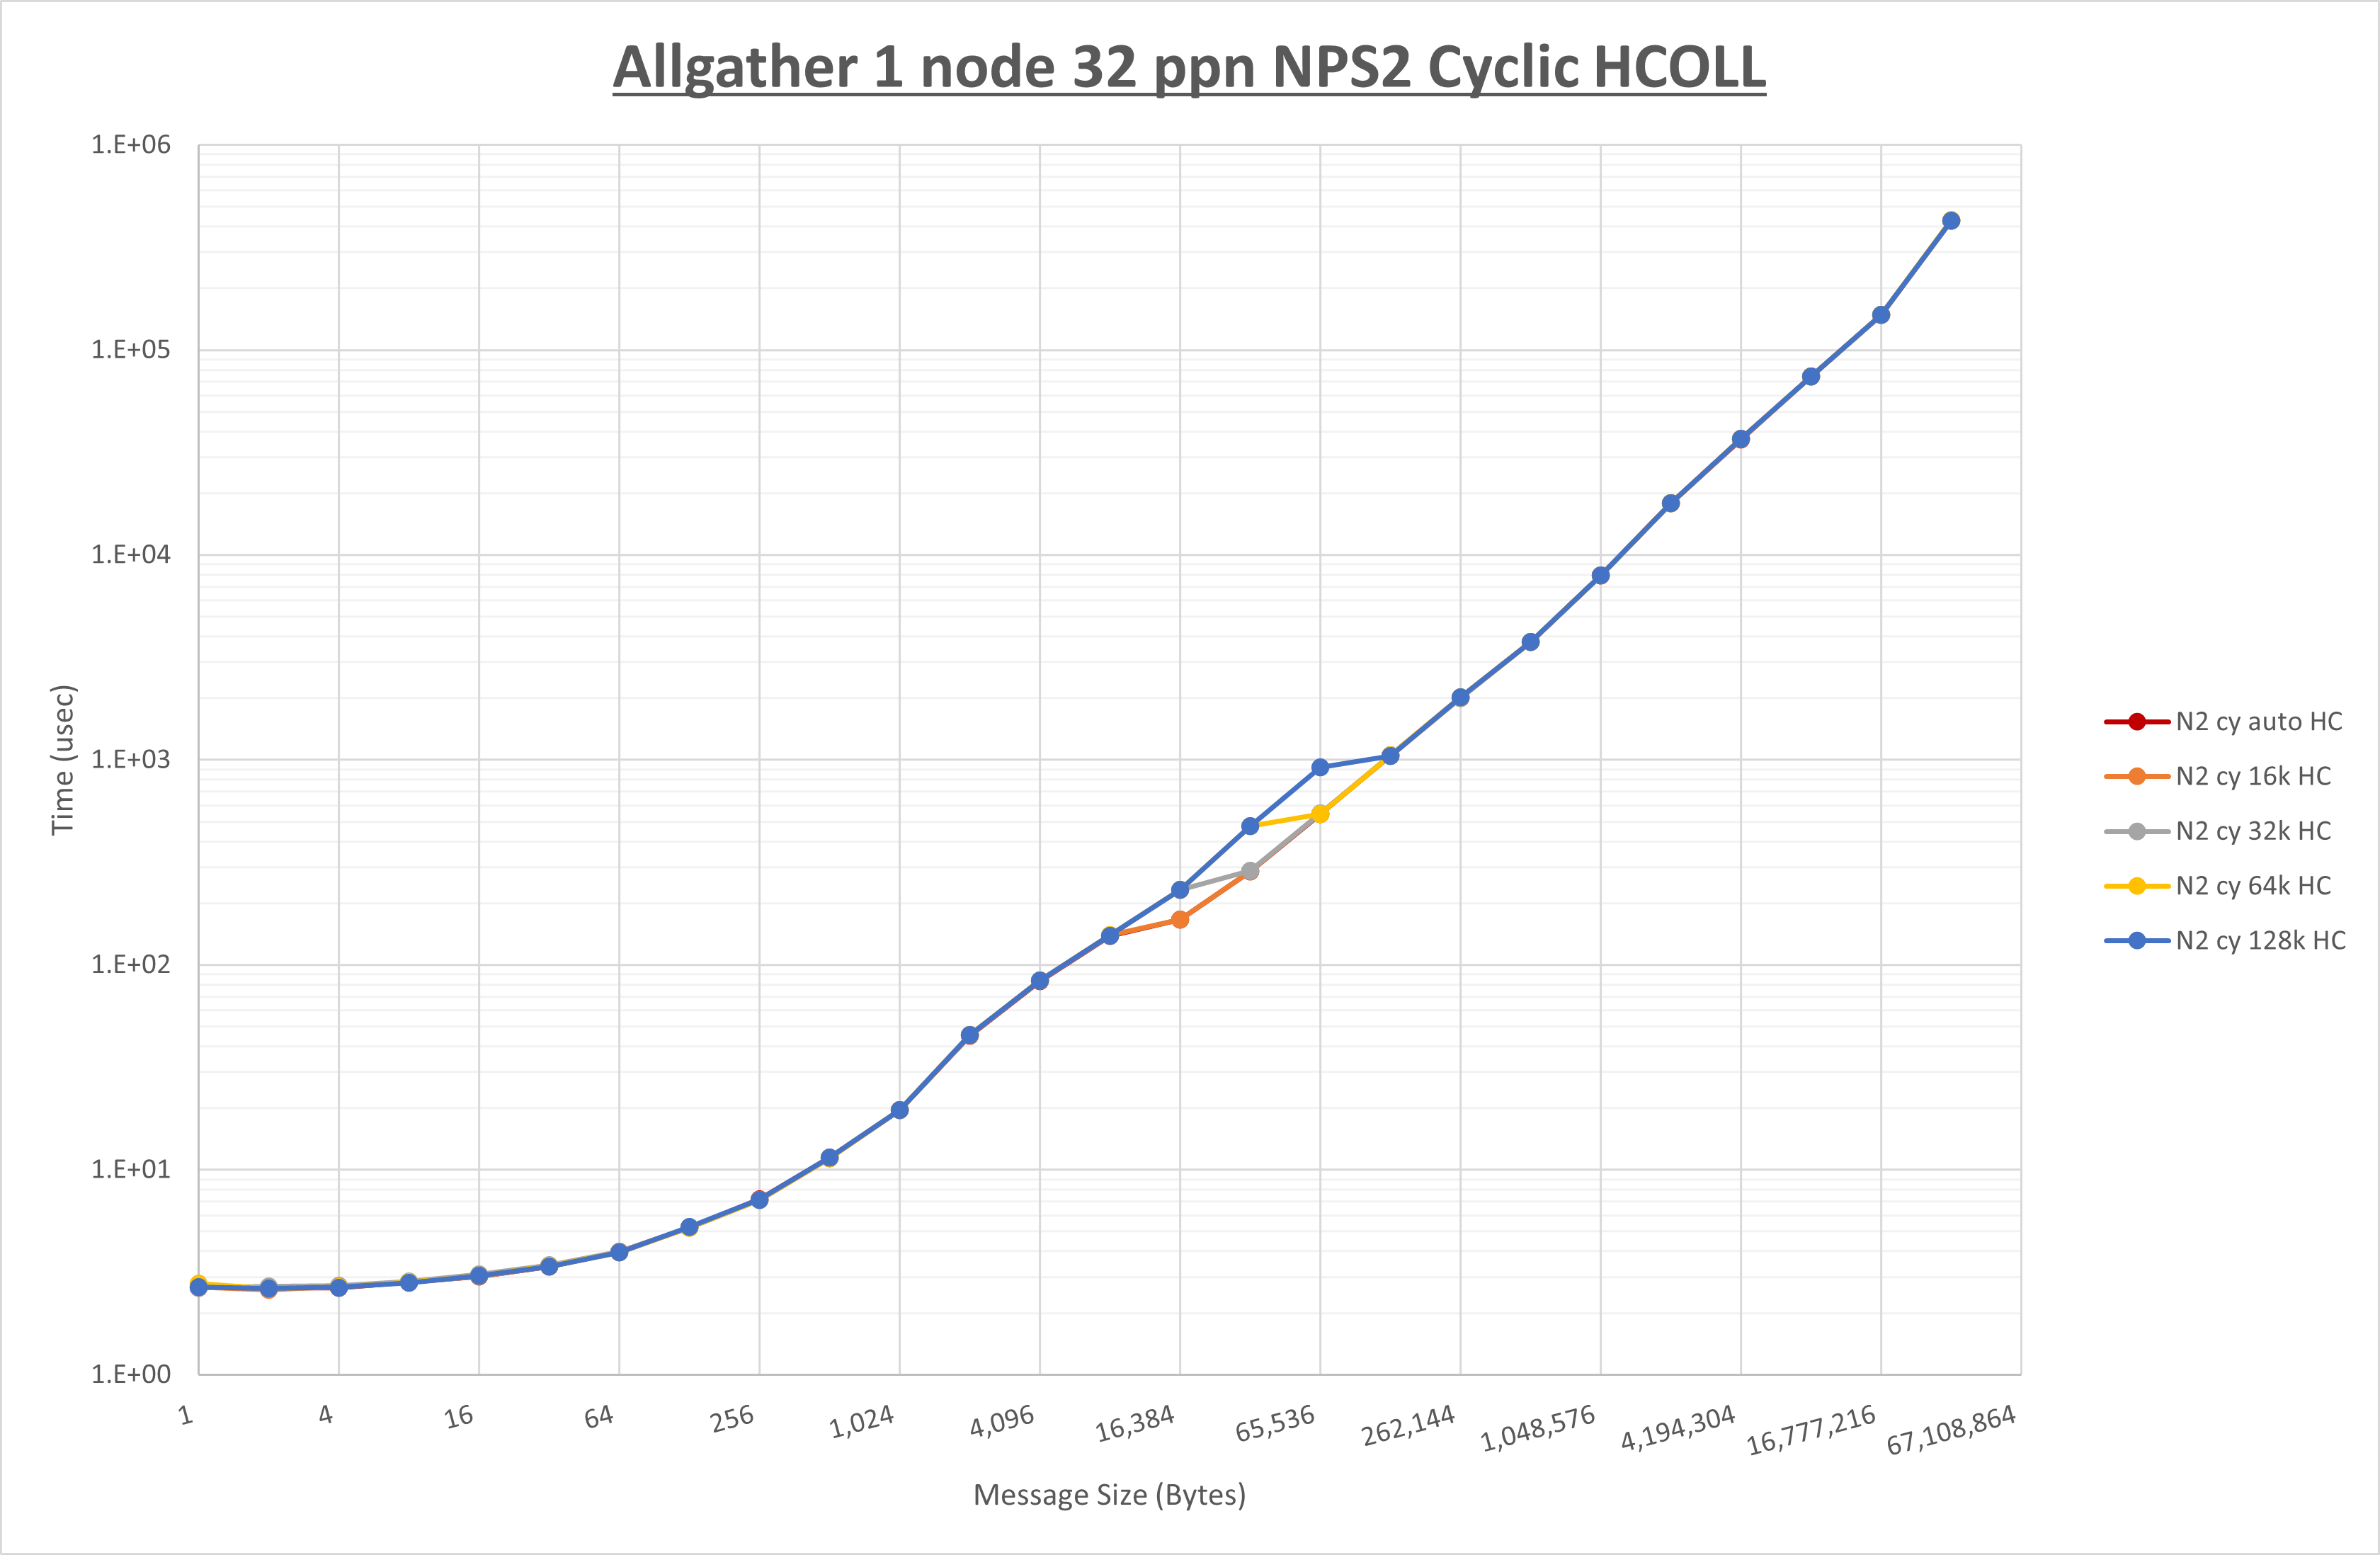 Allgather 1 node 32 ppn NPS2 Cyclic HCOLL
1.E+06
1.E+05
1.E+04
1.E+03
1.E+02
1.E+01
1.E+00
Time (usec)
1
4
16
64
256
1,024
4,096
16,384
65,536
262,144
1,048,576
4,194,304
16,777,216
67,108,864
Message Size (Bytes)
N2 cy auto HC
N2 cy 16k HC
N2 cy 32k HC
N2 cy 64k HC
N2 cy 128k HC